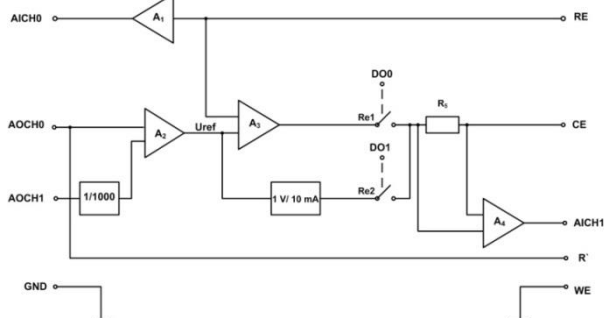 AICH0
A1
RE
DO0
AOCH0
A2
Uref
A3
Re1
Rs
CE
DO1
AOCH1
1/1000
1 V/ 10 mA
Re2
A4
AICH1
R`
GND
WE